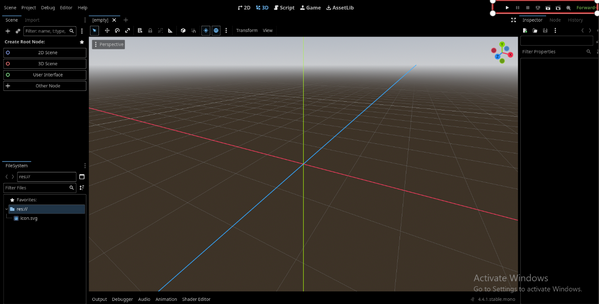 Scene Project Debug Editor Help
2D 3D Script Game AssetLib
Forward+
Scene Import
[empty]
Inspector Node History
Filter: name, t:type,
Transform View
Create Root Node:
2D Scene
3D Scene
User Interface
Other Node
Perspective
Filter Properties
FileSystem
res://
Filter Files
Favorites:
res://
icon.svg
Activate Windows
Go to Settings to activate Windows.
Output Debugger Audio Animation Shader Editor
4.4.1.stable.mono